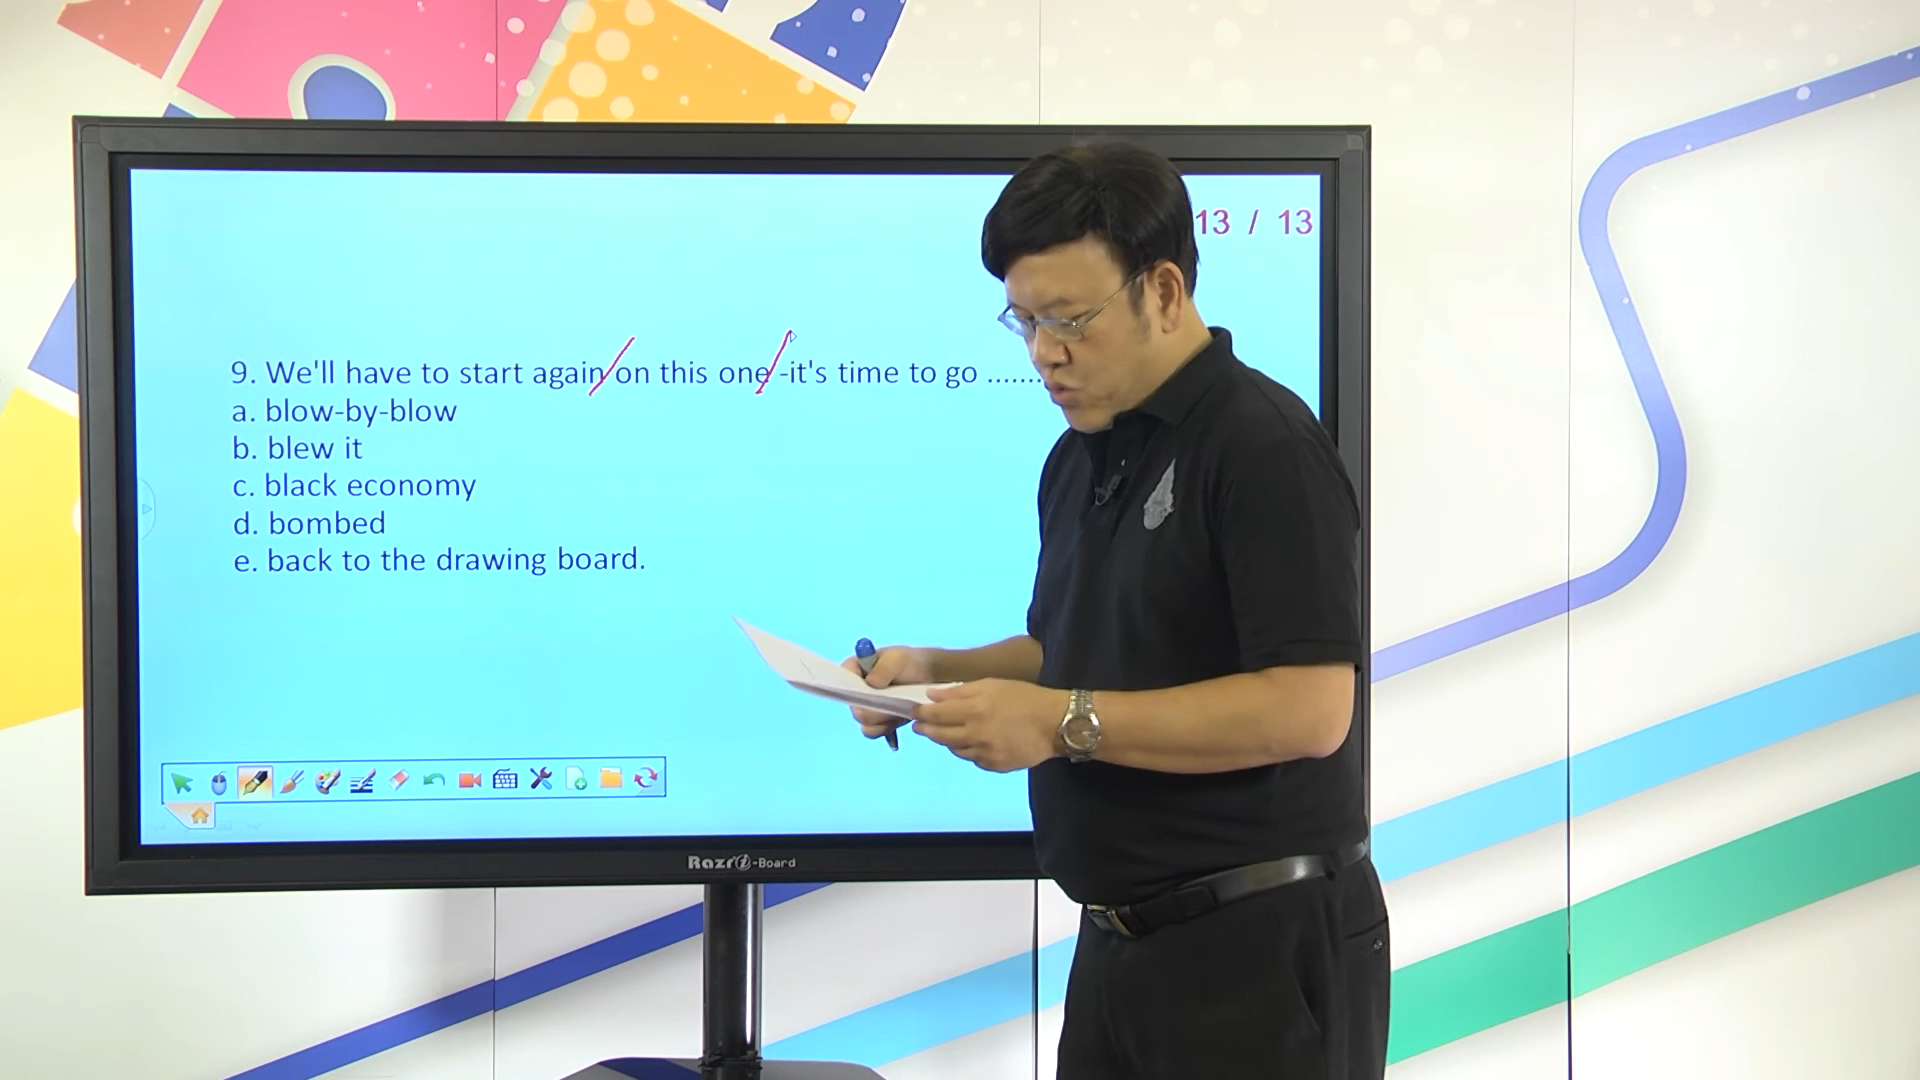 13 / 13
9. We'll have to start again on this one -it's time to go .......
a. blow-by-blow
b. blew it
c. black economy
d. bombed
e. back to the drawing board.
Razr i-Board